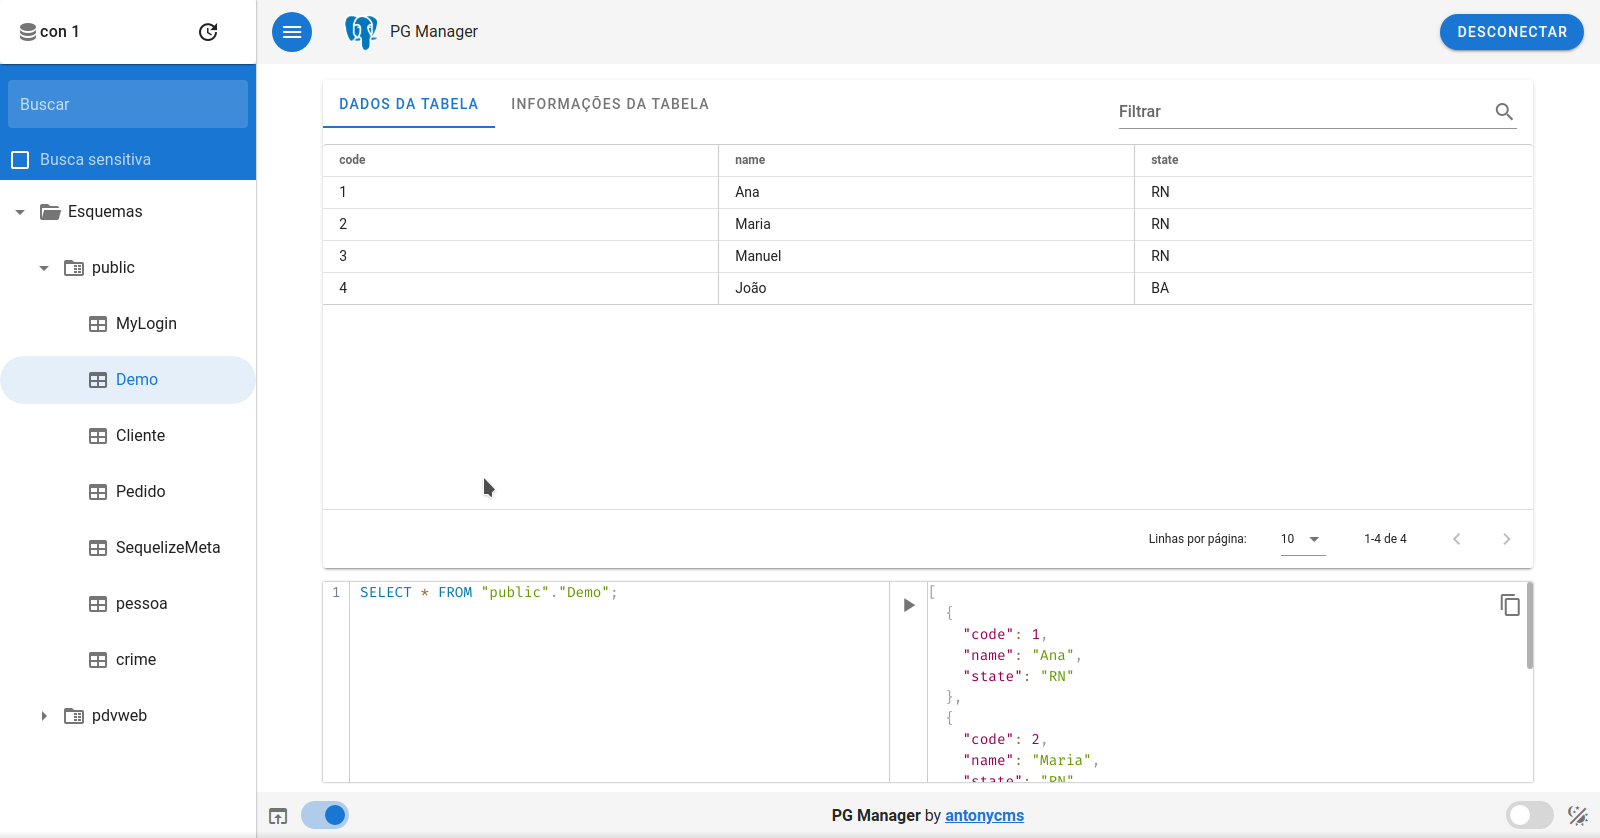 con 1
PG Manager
DESCONECTAR
Buscar
Busca sensitiva
Esquemas
public
MyLogin
Demo
Cliente
Pedido
SequelizeMeta
pessoa
crime
pdvweb
DADOS DA TABELA INFORMAÇÕES DA TABELA
Filtrar
code name state
1 Ana RN
2 Maria RN
3 Manuel RN
4 João BA
Linhas por página: 10 1-4 de 4
1 SELECT * FROM "public"."Demo";
[
{
"code": 1,
"name": "Ana",
"state": "RN"
},
{
"code": 2,
"name": "Maria",
"state": "RN"
PG Manager by antonycms